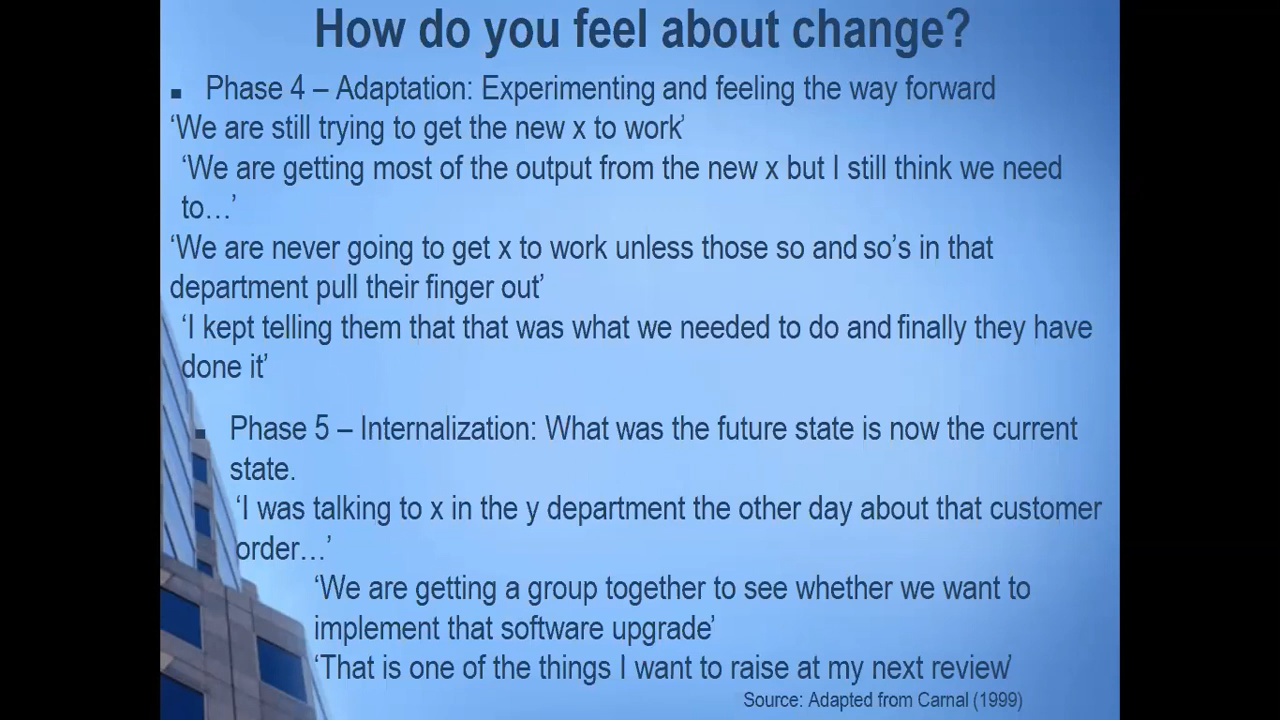 How do you feel about change?
▪ Phase 4 – Adaptation: Experimenting and feeling the way forward
‘We are still trying to get the new x to work’
‘We are getting most of the output from the new x but I still think we need
to…’
‘We are never going to get x to work unless those so and so’s in that
department pull their finger out’
‘I kept telling them that that was what we needed to do and finally they have
done it’
▪ Phase 5 – Internalization: What was the future state is now the current
state.
‘I was talking to x in the y department the other day about that customer
order…’
‘We are getting a group together to see whether we want to
implement that software upgrade’
‘That is one of the things I want to raise at my next review’
Source: Adapted from Carnal (1999)